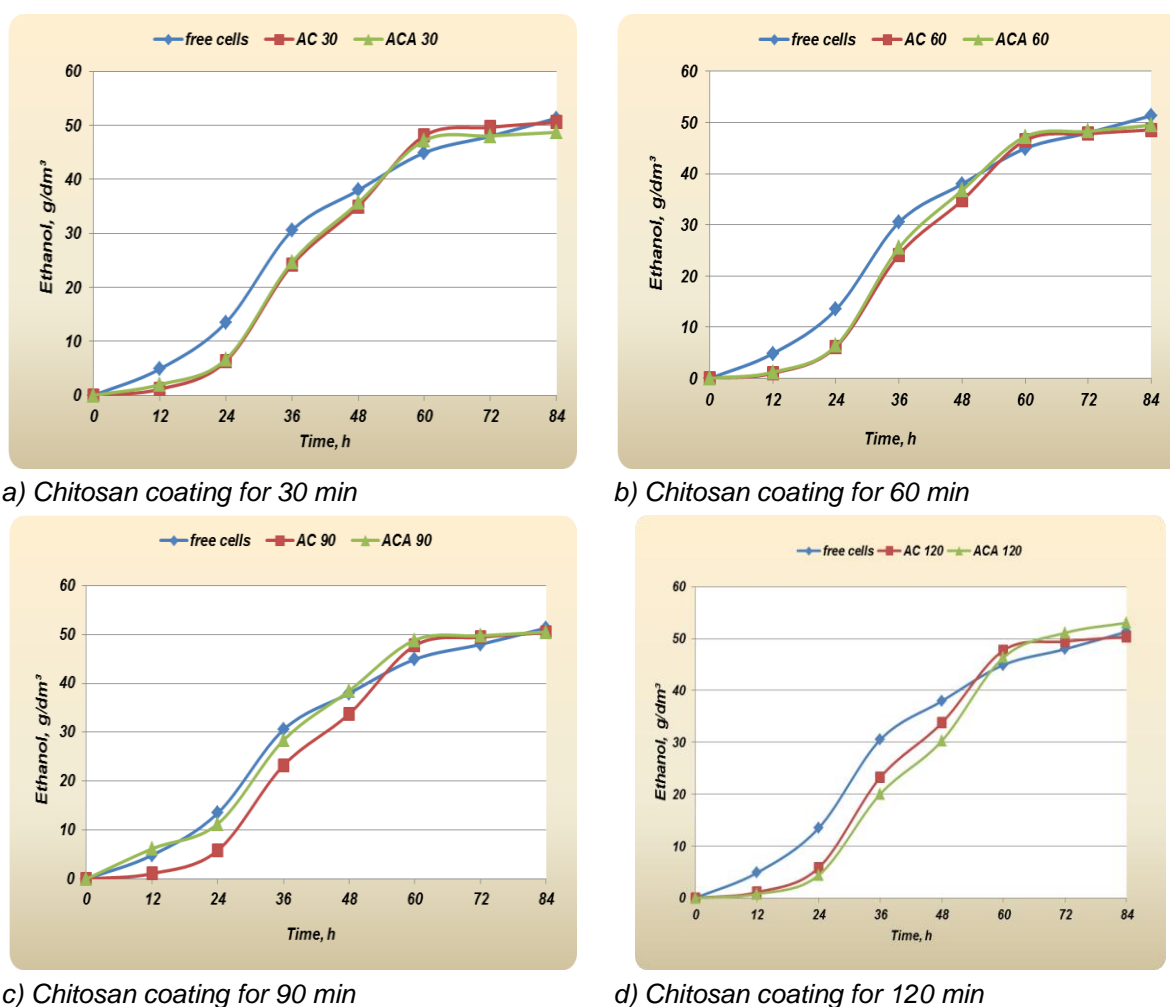 free cells AC 30 ACA 30
60
50
40
30
20
10
0
Ethanol, g/dm³
0 12 24 36 48 60 72 84
Time, h
a) Chitosan coating for 30 min
free cells AC 60 ACA 60
60
50
40
30
20
10
0
Ethanol, g/dm³
0 12 24 36 48 60 72 84
Time, h
b) Chitosan coating for 60 min
free cells AC 90 ACA 90
60
50
40
30
20
10
0
Ethanol, g/dm³
0 12 24 36 48 60 72 84
Time, h
c) Chitosan coating for 90 min
free cells AC 120 ACA 120
60
50
40
30
20
10
0
Ethanol, g/dm³
0 12 24 36 48 60 72 84
Time, h
d) Chitosan coating for 120 min